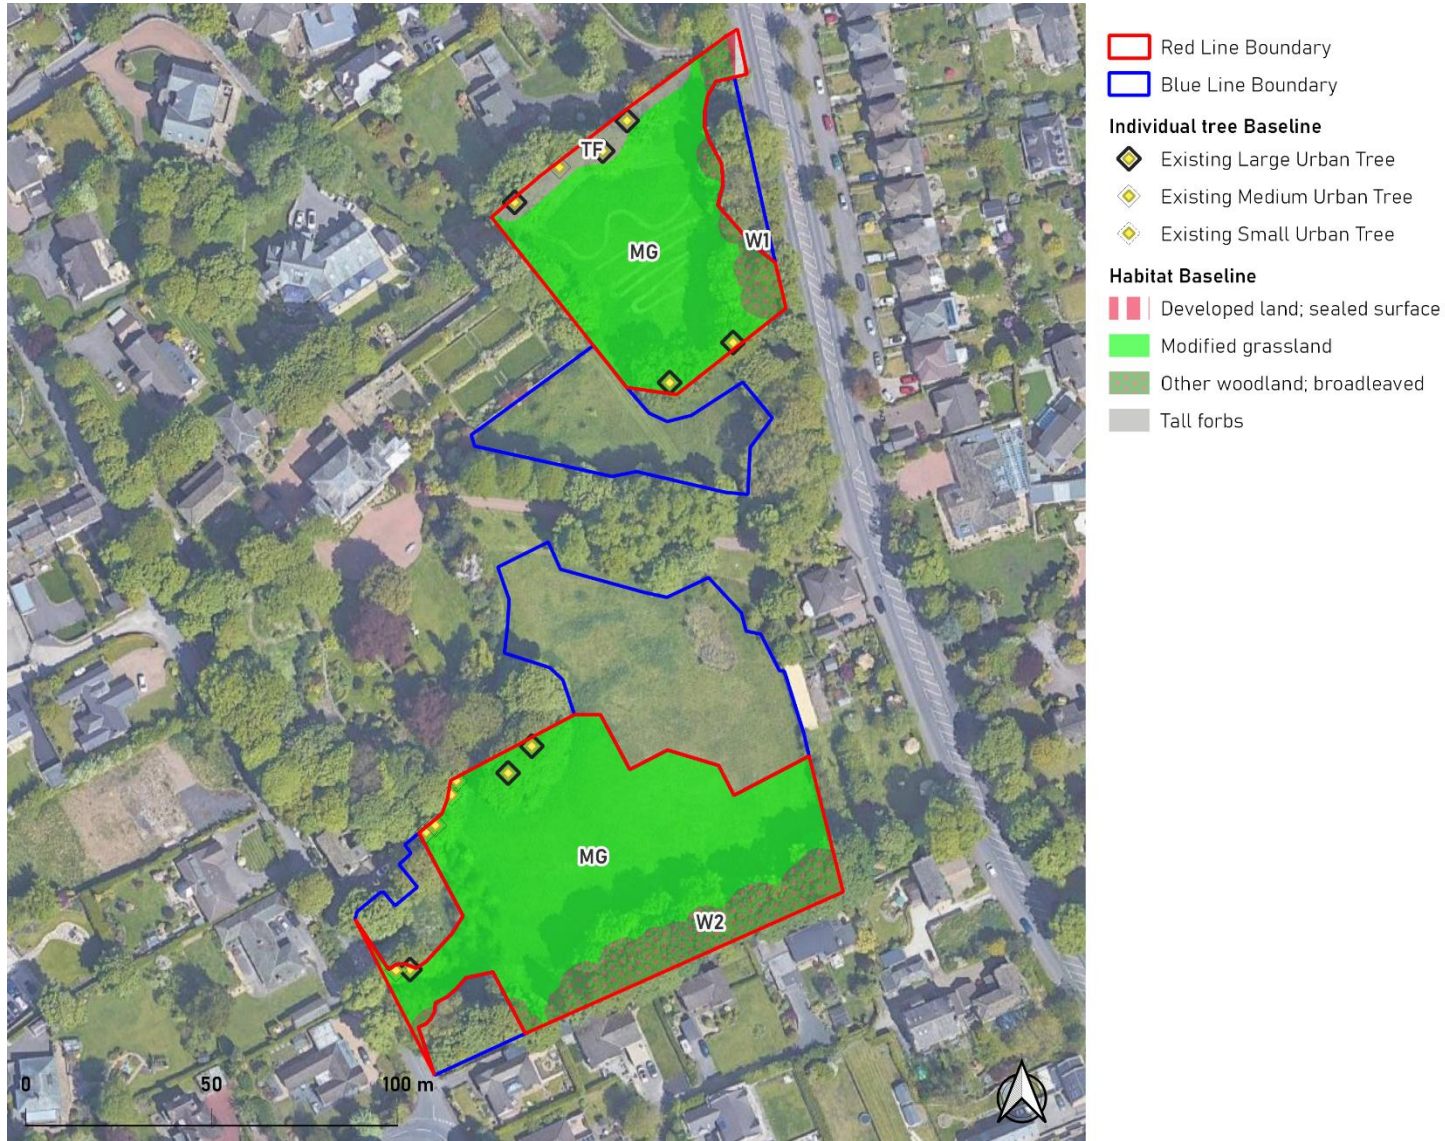 Red Line Boundary
Blue Line Boundary
Individual tree Baseline
Existing Large Urban Tree
Existing Medium Urban Tree
Existing Small Urban Tree
Habitat Baseline
Developed land; sealed surface
Modified grassland
Other woodland; broadleaved
Tall forbs
TF
MG
W1
MG
W2
0 50 100 m